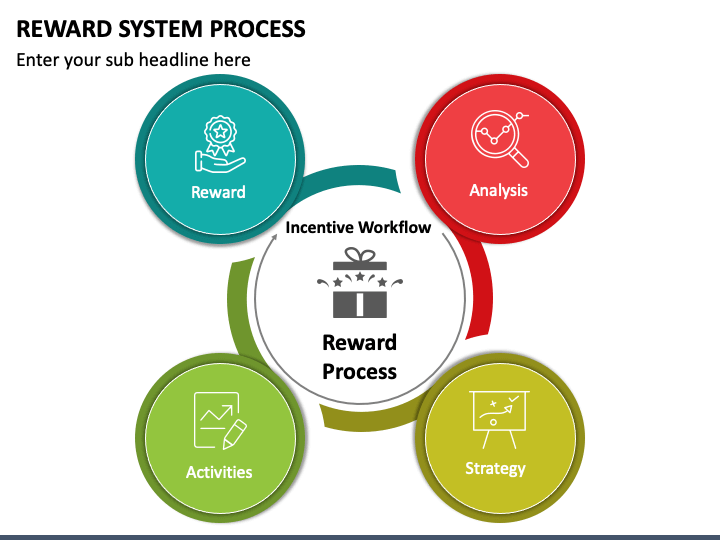 REWARD SYSTEM PROCESS
Enter your sub headline here
Reward
Analysis
Incentive Workflow
Reward
Process
Activities
Strategy